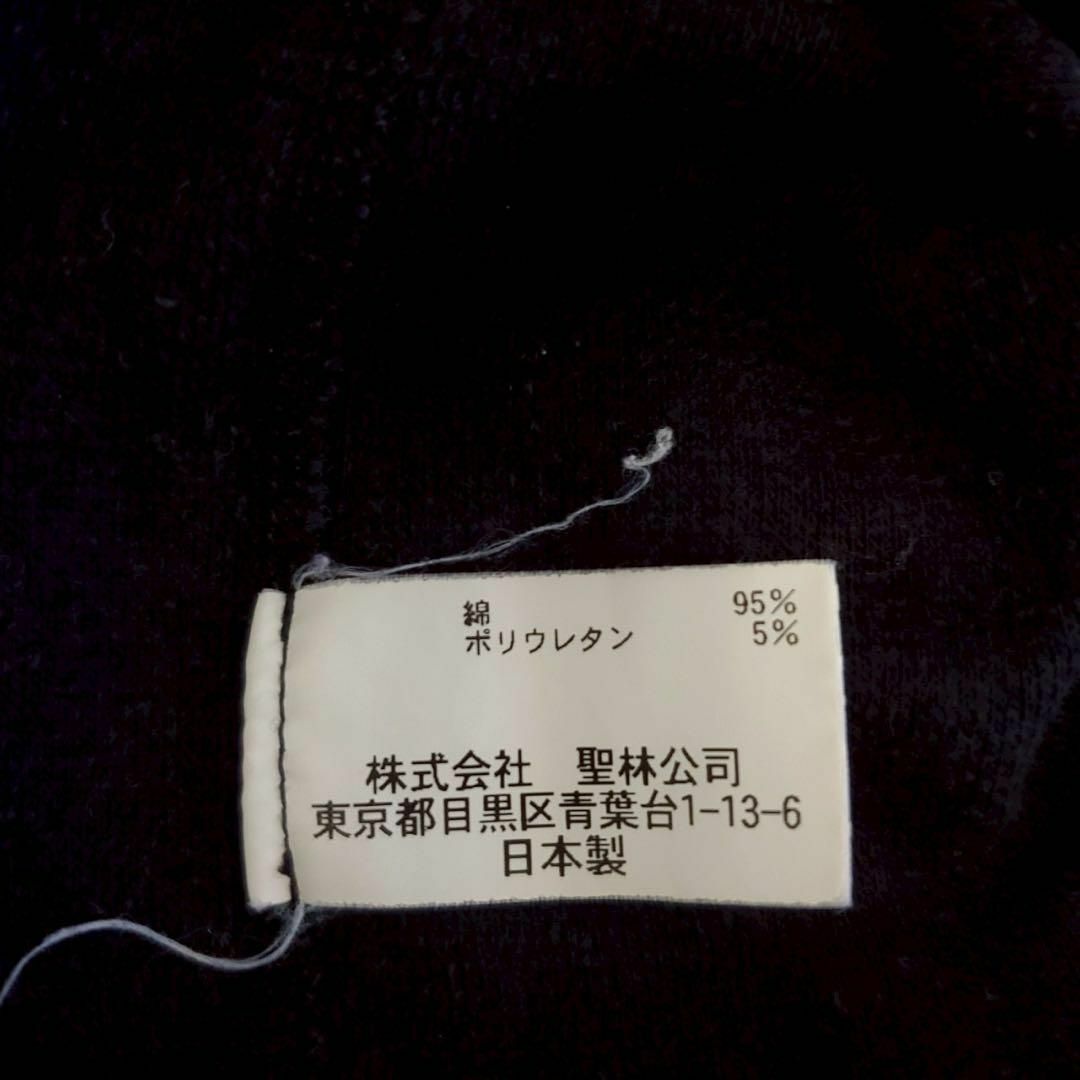 綿 95%
ポリウレタン 5%
株式会社 聖林公司
東京都目黒区青葉台1-13-6
日本製